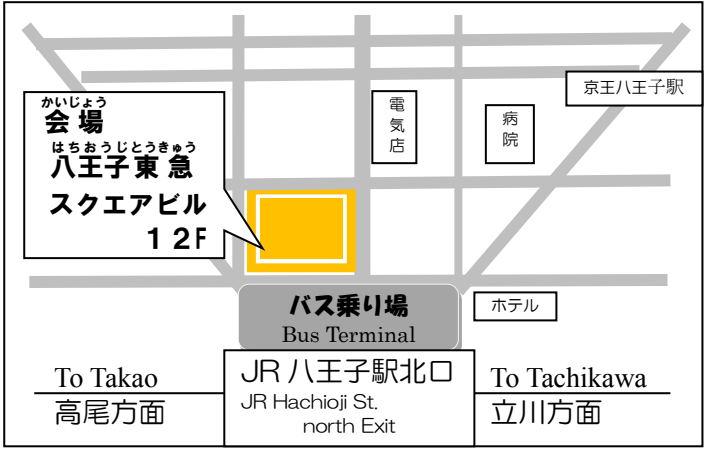 かいじょう
会場
はちおうじとうきゅう
八王子東急
スクエアビル
１２F
電気店
病院
京王八王子駅
バス乗り場
Bus Terminal
ホテル
To Takao
高尾方面
JR 八王子駅北口
JR Hachioji St.
north Exit
To Tachikawa
立川方面